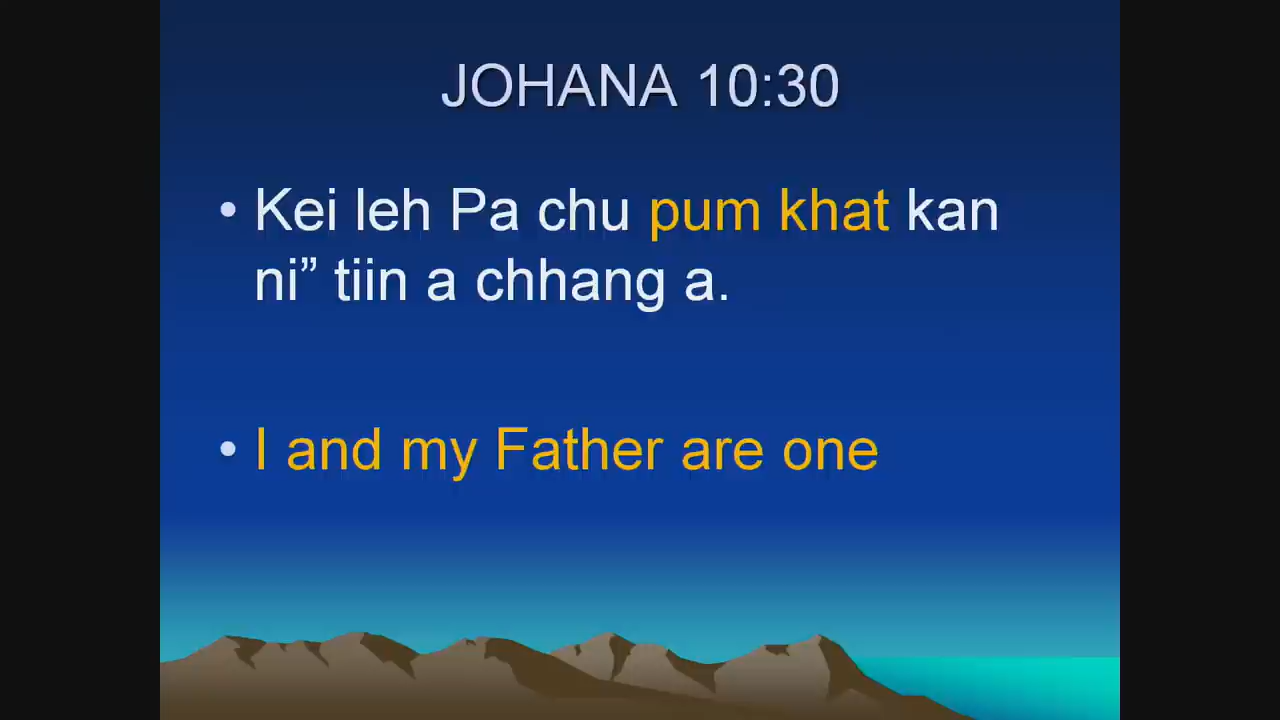 JOHANA 10:30
• Kei leh Pa chu pum khat kan
ni” tiin a chhang a.
• I and my Father are one